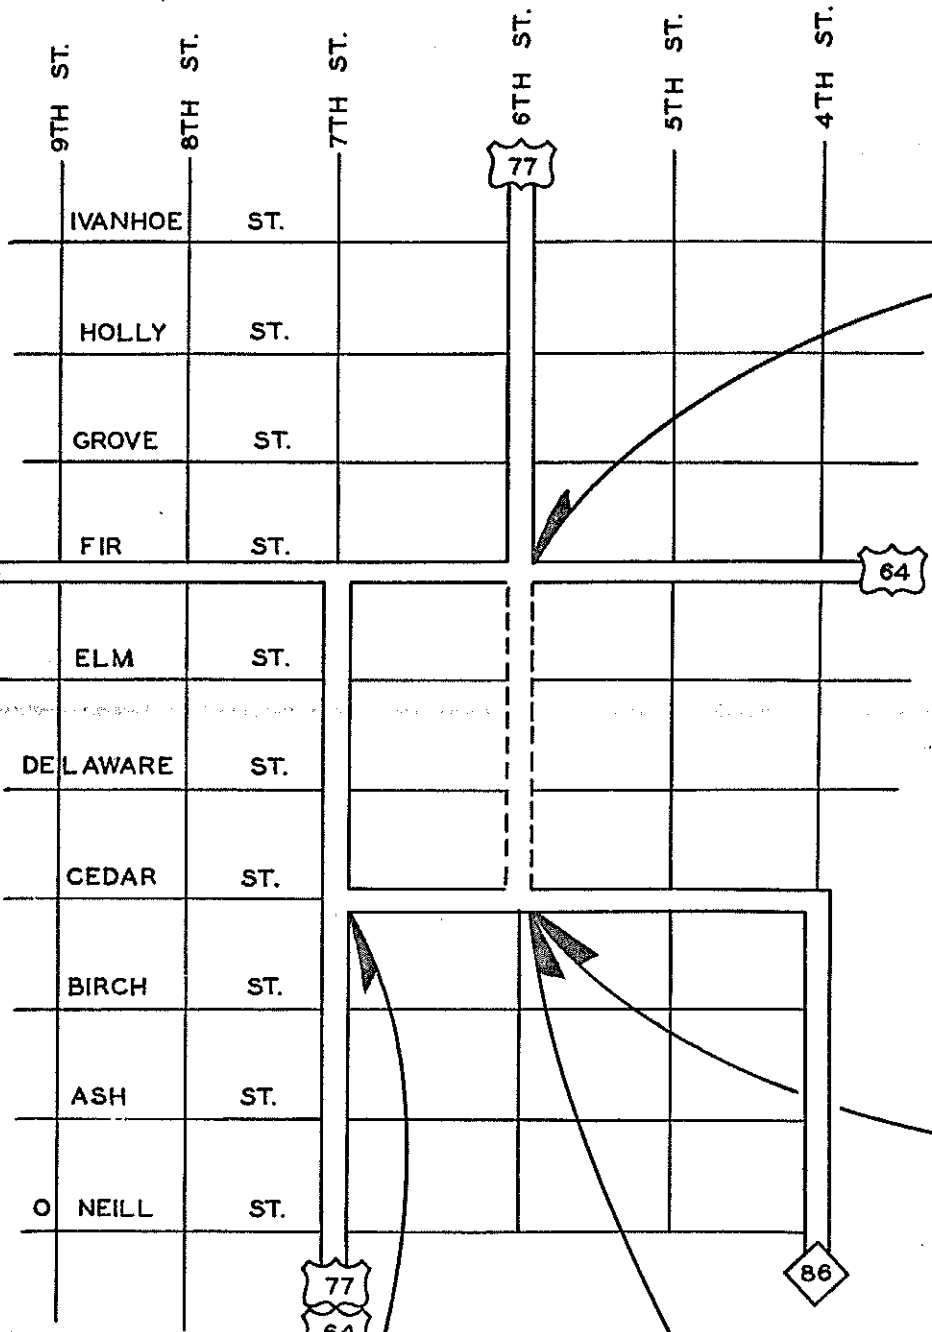 9TH ST.
8TH ST.
7TH ST.
6TH ST.
5TH ST.
4TH ST.
77
IVANHOE ST.
HOLLY ST.
GROVE ST.
FIR ST.
64
ELM ST.
DELAWARE ST.
CEDAR ST.
BIRCH ST.
ASH ST.
O NEILL ST.
77
86
64